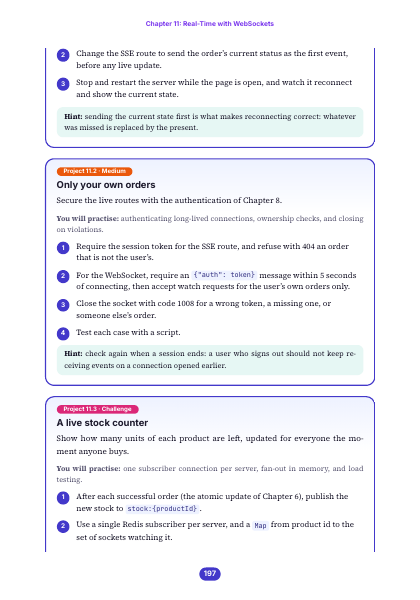 Chapter 11: Real-Time with WebSockets
2 Change the SSE route to send the order's current status as the first event,
before any live update.
3 Stop and restart the server while the page is open, and watch it reconnect
and show the current state.
Hint: sending the current state first is what makes reconnecting correct: whatever
was missed is replaced by the present.
Project 11.2 · Medium
Only your own orders
Secure the live routes with the authentication of Chapter 8.
You will practise: authenticating long-lived connections, ownership checks, and closing
on violations.
1 Require the session token for the SSE route, and refuse with 404 an order
that is not the user's.
2 For the WebSocket, require an {"auth": token} message within 5 seconds
of connecting, then accept watch requests for the user's own orders only.
3 Close the socket with code 1008 for a wrong token, a missing one, or
someone else's order.
4 Test each case with a script.
Hint: check again when a session ends: a user who signs out should not keep re-
ceiving events on a connection opened earlier.
Project 11.3 · Challenge
A live stock counter
Show how many units of each product are left, updated for everyone the mo-
ment anyone buys.
You will practise: one subscriber connection per server, fan-out in memory, and load
testing.
1 After each successful order (the atomic update of Chapter 6), publish the
new stock to stock:{productId}.
2 Use a single Redis subscriber per server, and a Map from product id to the
set of sockets watching it.
197